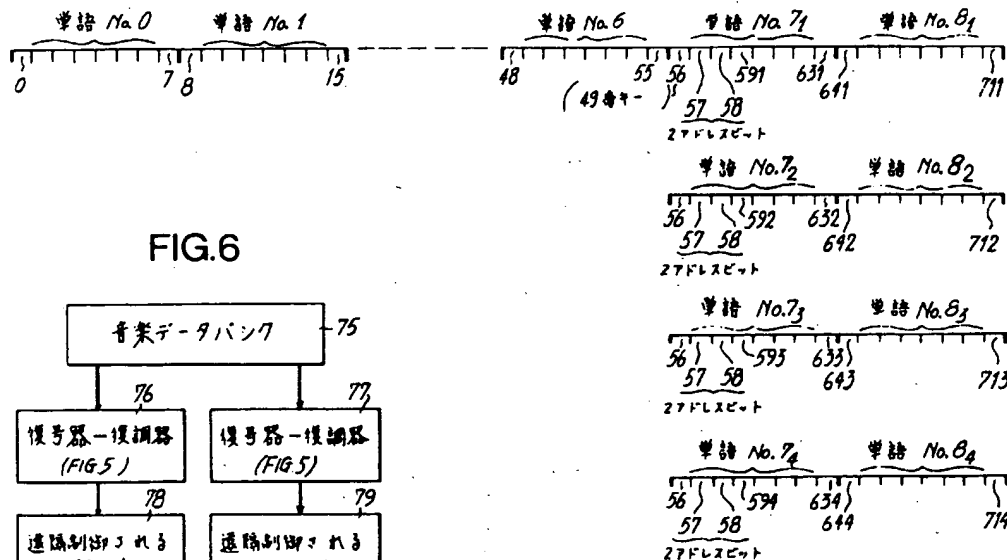 単語 No.0 単語 No.1 単語 No.6 単語 No.7₁ 単語 No.8₁
0 7 8 15 48 55 56 591 631 641 711
(49番キー) 57 58
2アドレスビット
単語 No.7₂ 単語 No.8₂
56 57 58 592 632 642 712
2アドレスビット
FIG.6
単語 No.7₃ 単語 No.8₃
56 57 58 593 633 643 713
2アドレスビット
音楽データバンク 75
76 77
復号器-復調器 復号器-復調器
(FIG5) (FIG.5)
78 79
遠隔制御される 遠隔制御される
単語 No.7₄ 単語 No.8₄
56 57 58 594 634 644 714
2アドレスビット